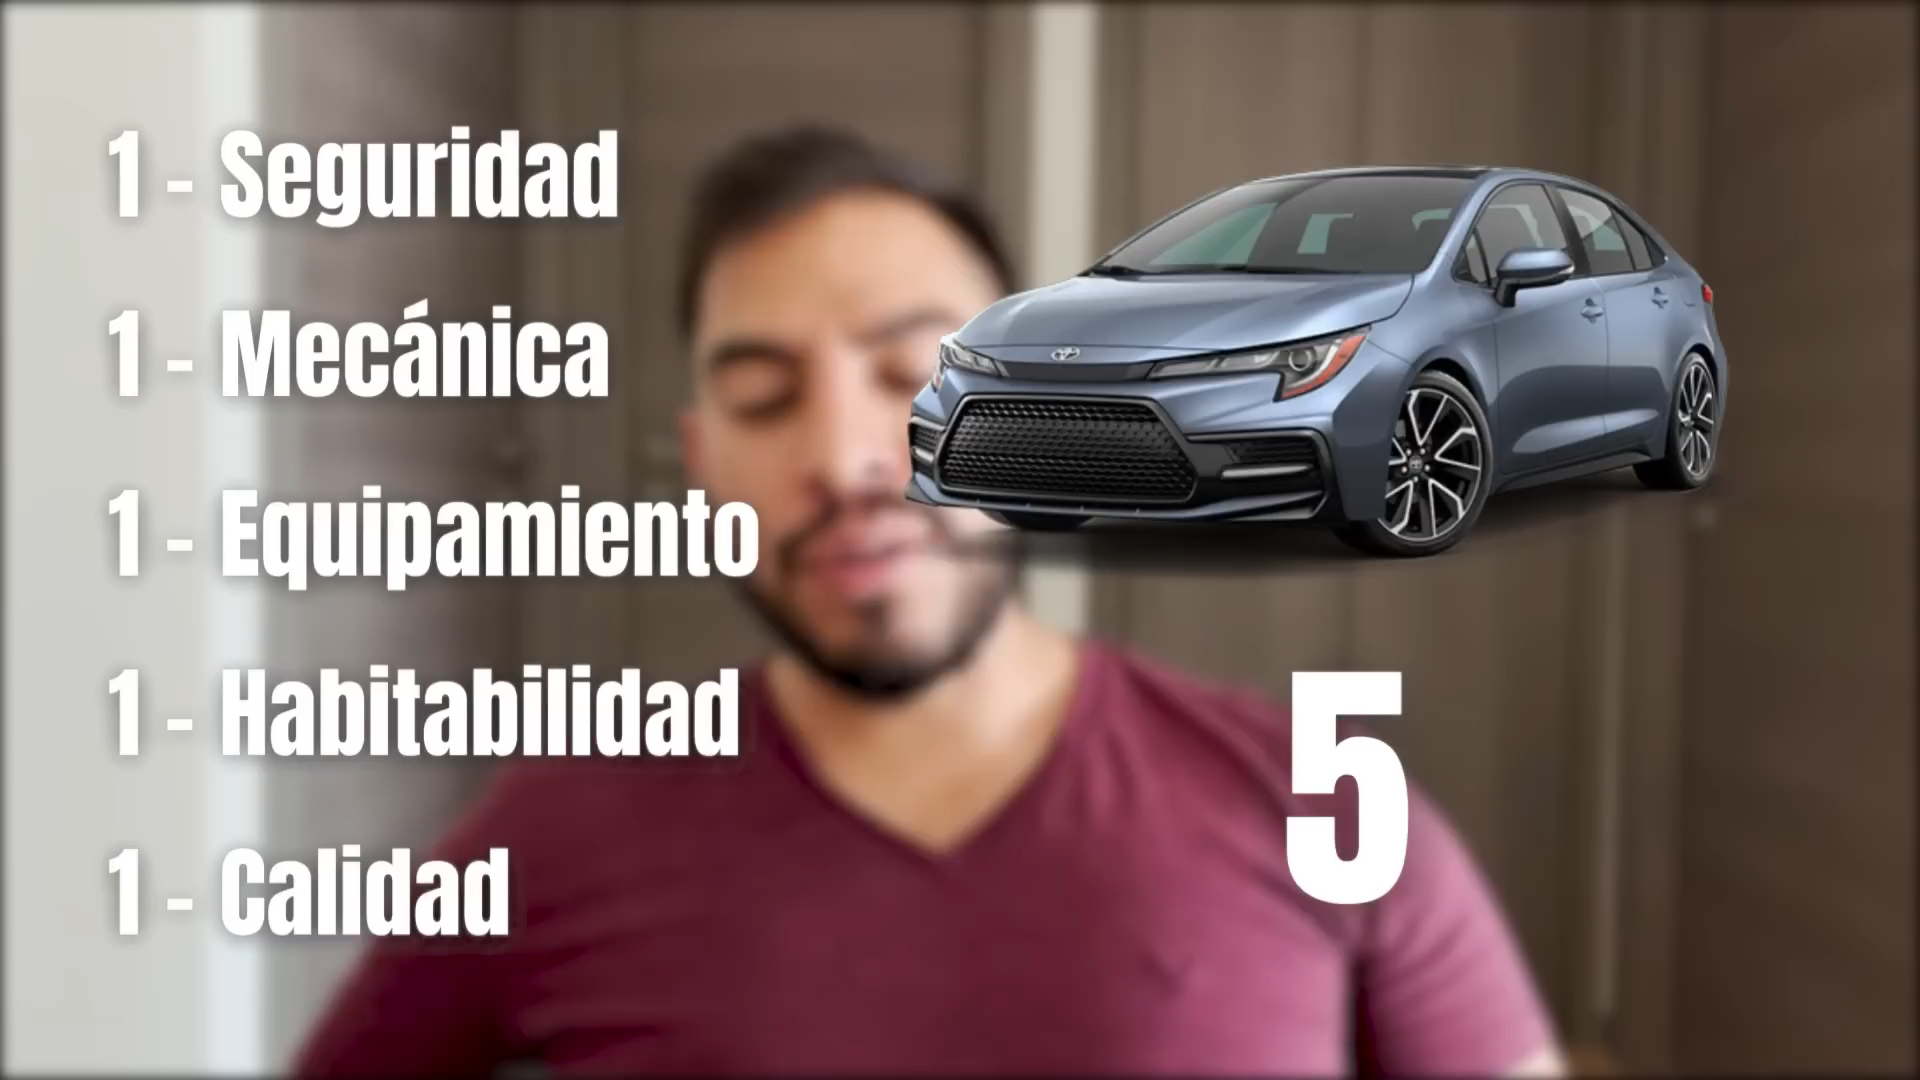 1 - Seguridad
1 - Mecánica
1 - Equipamiento
1 - Habitabilidad
1 - Calidad
5